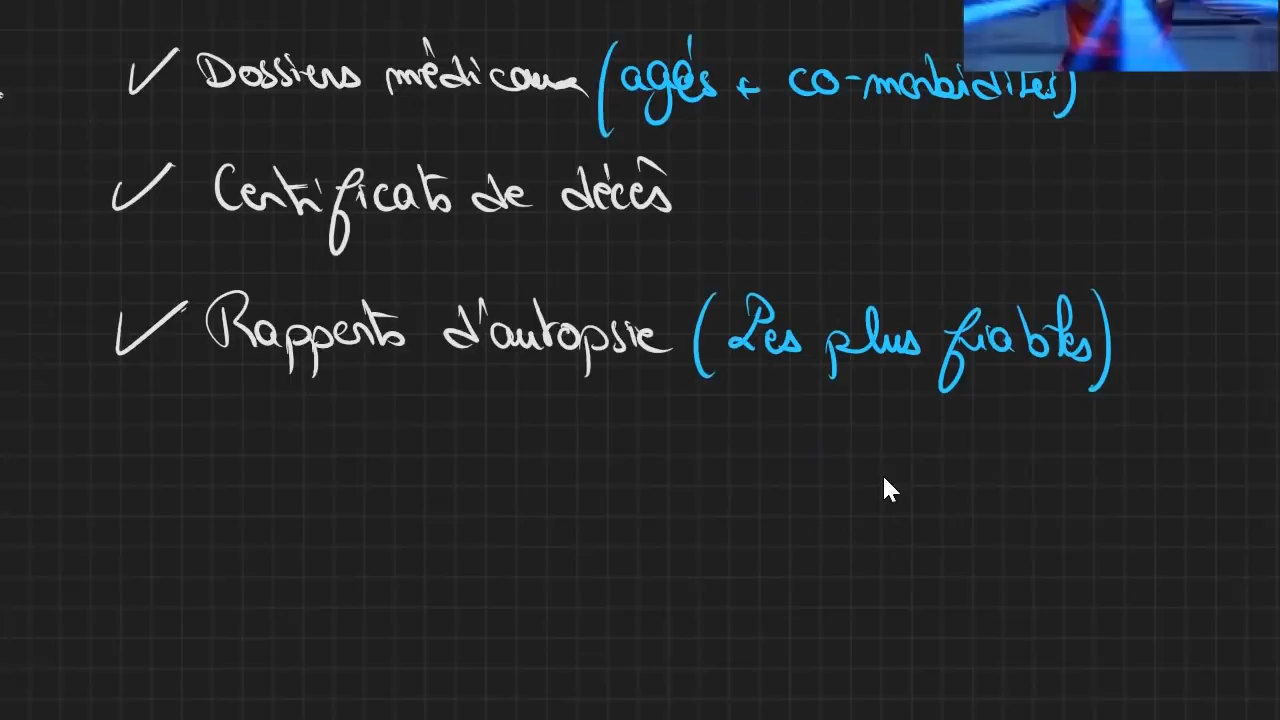 ✓ Dossiers médicaux (agés + co-morbidités)
✓ Certificats de décès
✓ Rapports d'autopsie (Les plus fiables)